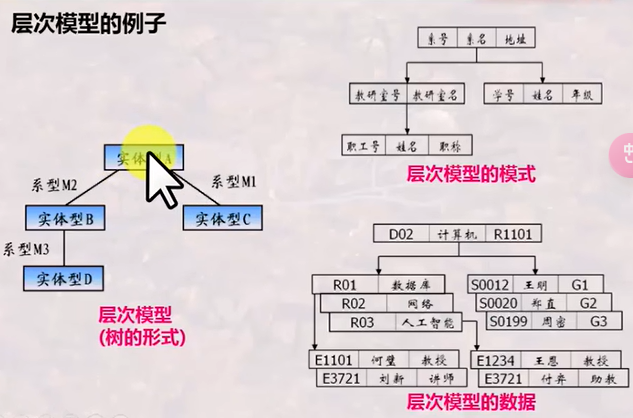 层次模型的例子
系号 系名 地址
教研室号 教研室名 学号 姓名 年级
职工号 姓名 职称
层次模型的模式
实体型A
系型M2 系型M1
实体型B 实体型C
系型M3
实体型D
层次模型
(树的形式)
D02 计算机 R1101
R01 数据库 S0012 王明 G1
R02 网络 S0020 郑直 G2
R03 人工智能 S0199 周密 G3
E1101 何璧 教授 E1234 王恩 教授
E3721 刘新 讲师 E3721 付弈 助教
层次模型的数据